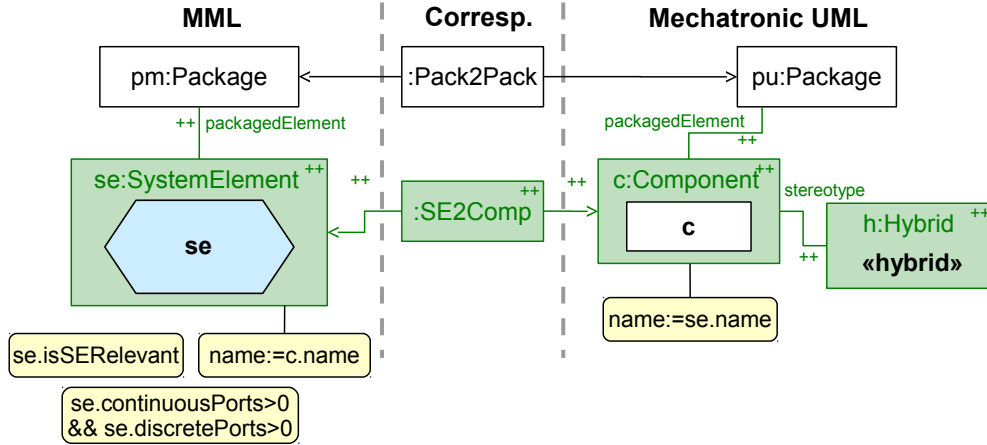 MML
Corresp.
Mechatronic UML
pm:Package
:Pack2Pack
pu:Package
++
packagedElement
packagedElement
++
se:SystemElement
++
++
:SE2Comp
++
++
c:Component
++
stereotype
se
c
h:Hybrid
++
«hybrid»
++
se.isSERelevant
name:=c.name
name:=se.name
se.continuousPorts>0
&& se.discretePorts>0